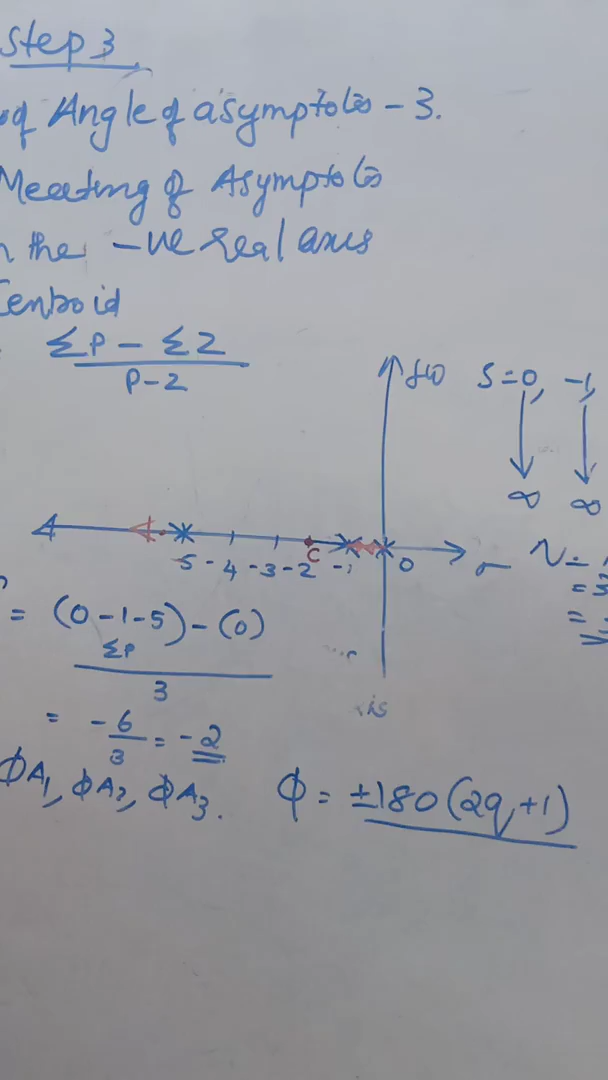 Step 3
of Angle of asymptotes - 3.
Meeting of Asymptotes
the -ve real axis
Centroid
ΣP - ΣZ
P-Z
jω S=0, -1,
∞ ∞
-5 -4 -3 -2 -1 0 σ
C
N=
= 3
=
= (0-1-5)-(0)
ΣP
3
= -6/3 = -2
ϕA1, ϕA2, ϕA3. ϕ = ±180(2q+1)